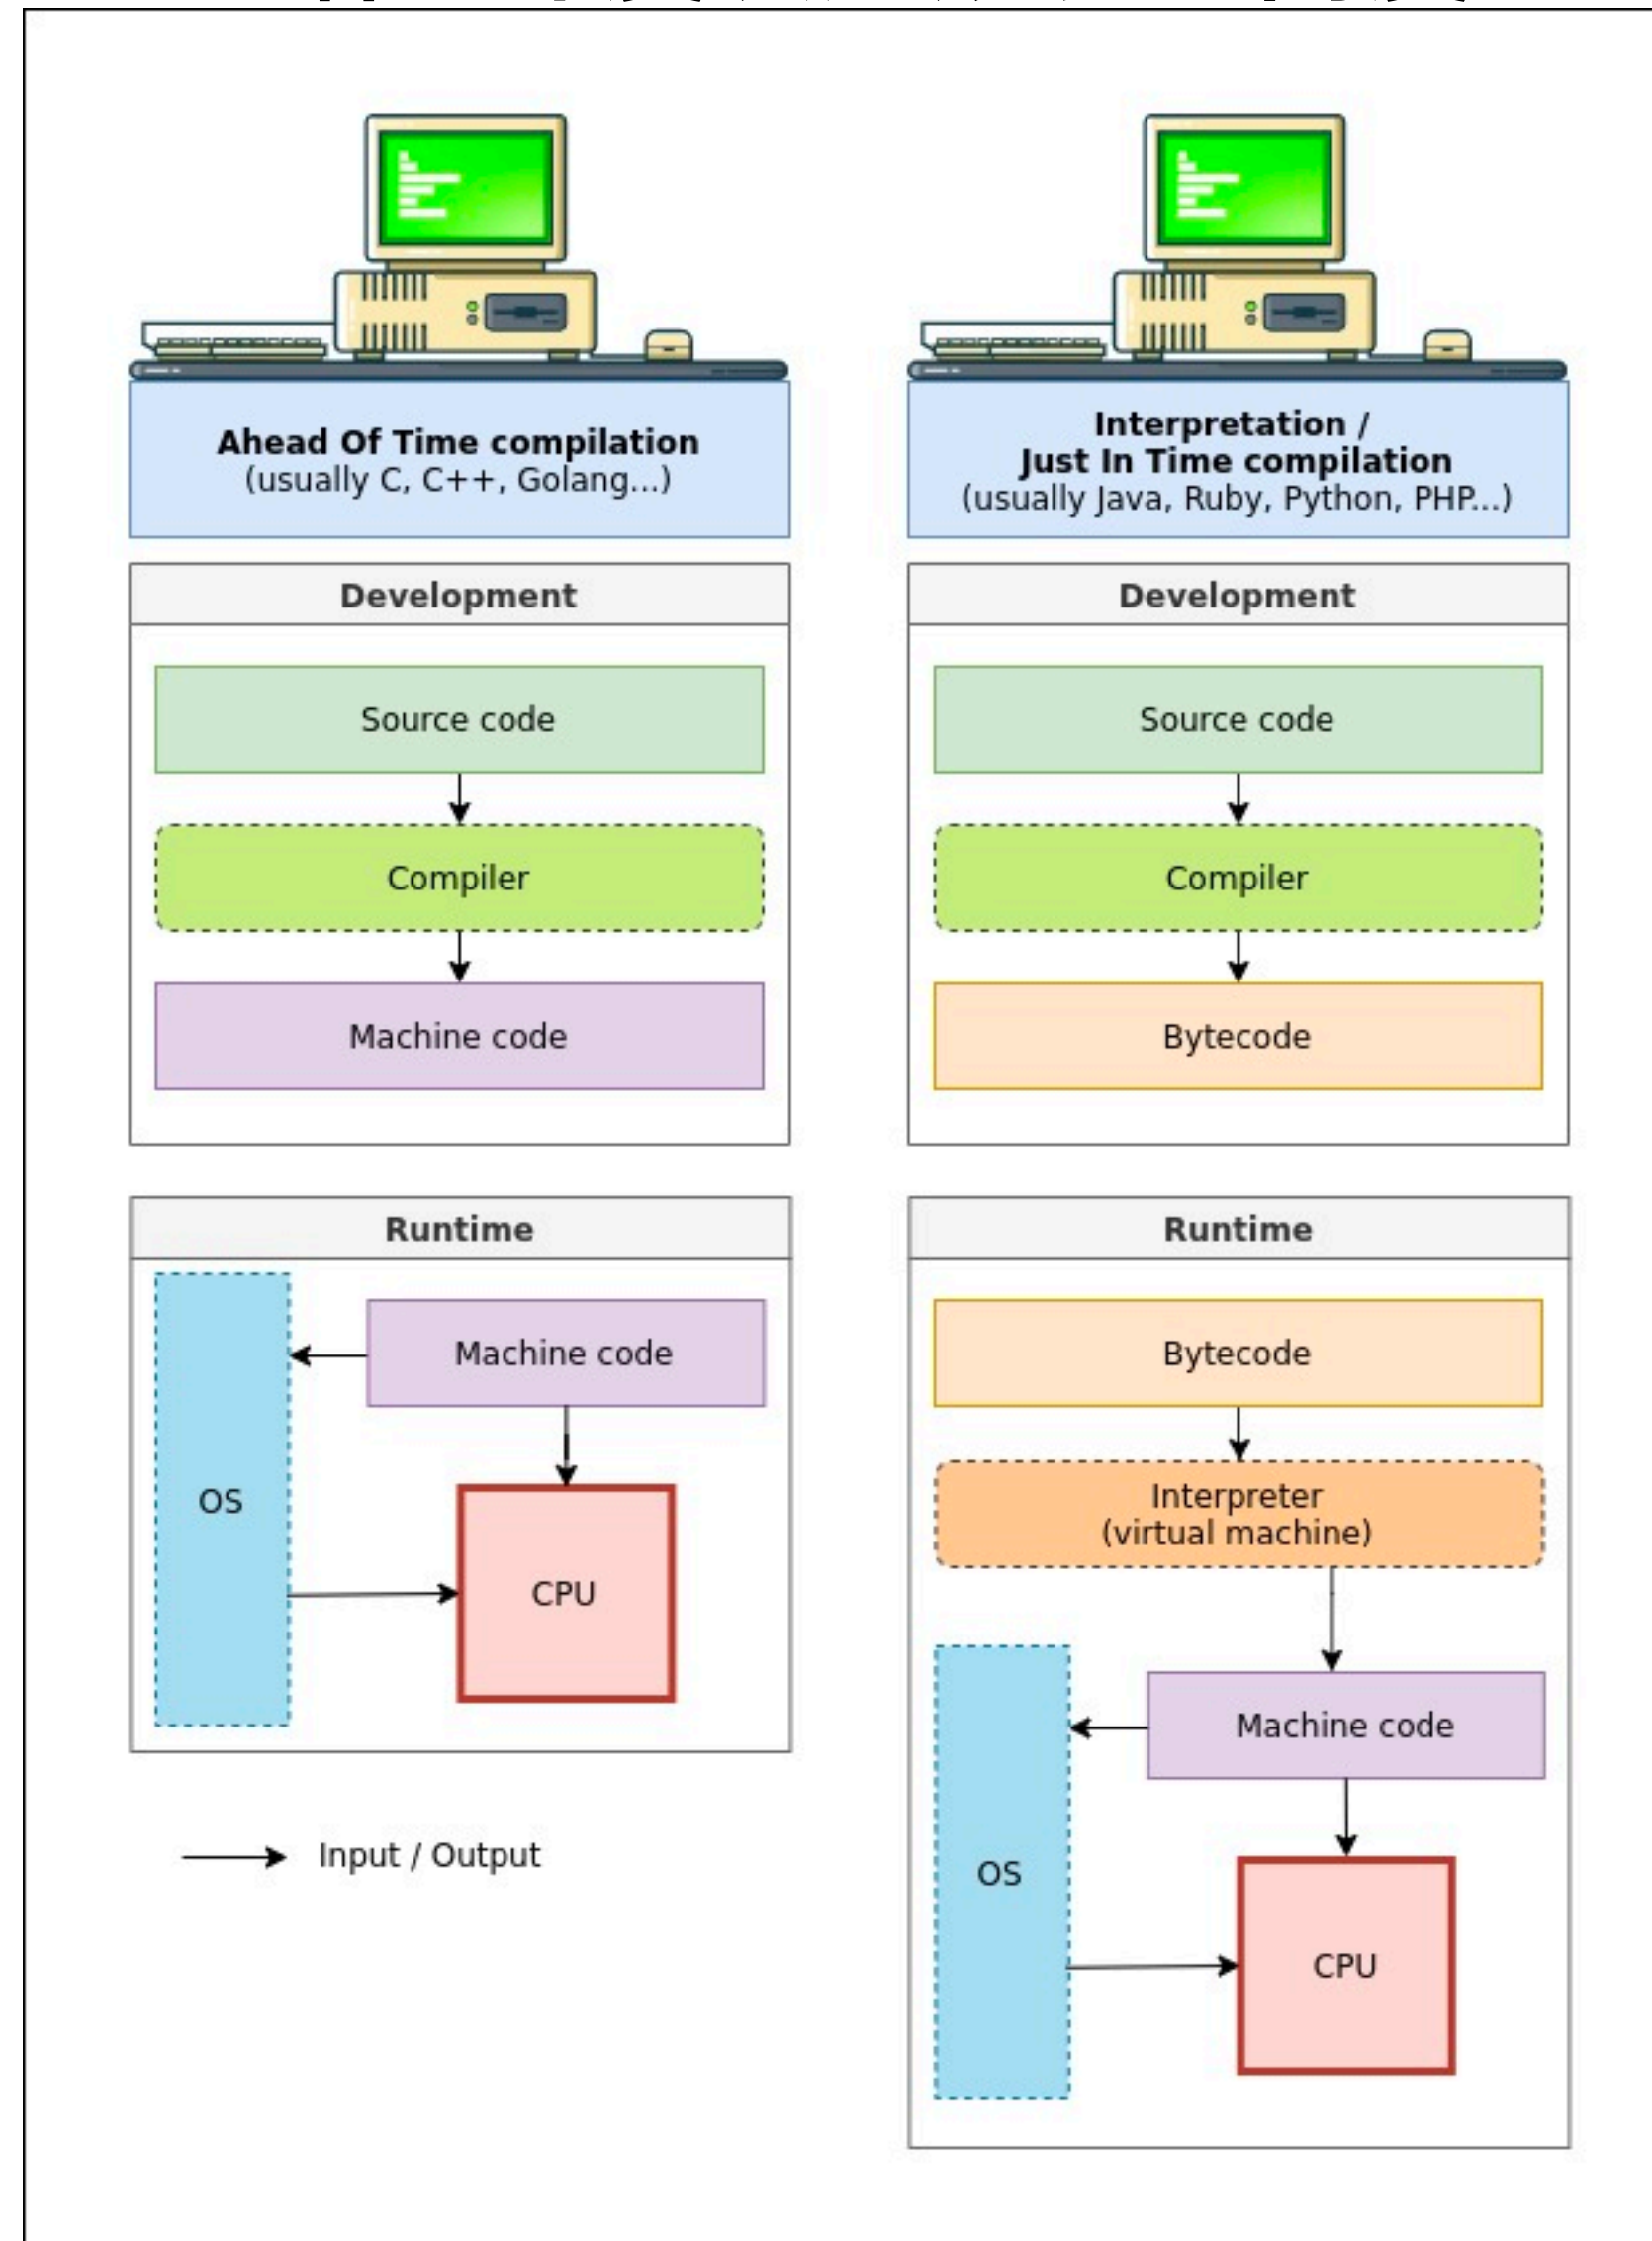 Ahead Of Time compilation
(usually C, C++, Golang...)
Development
Source code
Compiler
Machine code
Runtime
Machine code
OS
CPU
Input / Output
Interpretation /
Just In Time compilation
(usually Java, Ruby, Python, PHP...)
Development
Source code
Compiler
Bytecode
Runtime
Bytecode
Interpreter
(virtual machine)
Machine code
OS
CPU